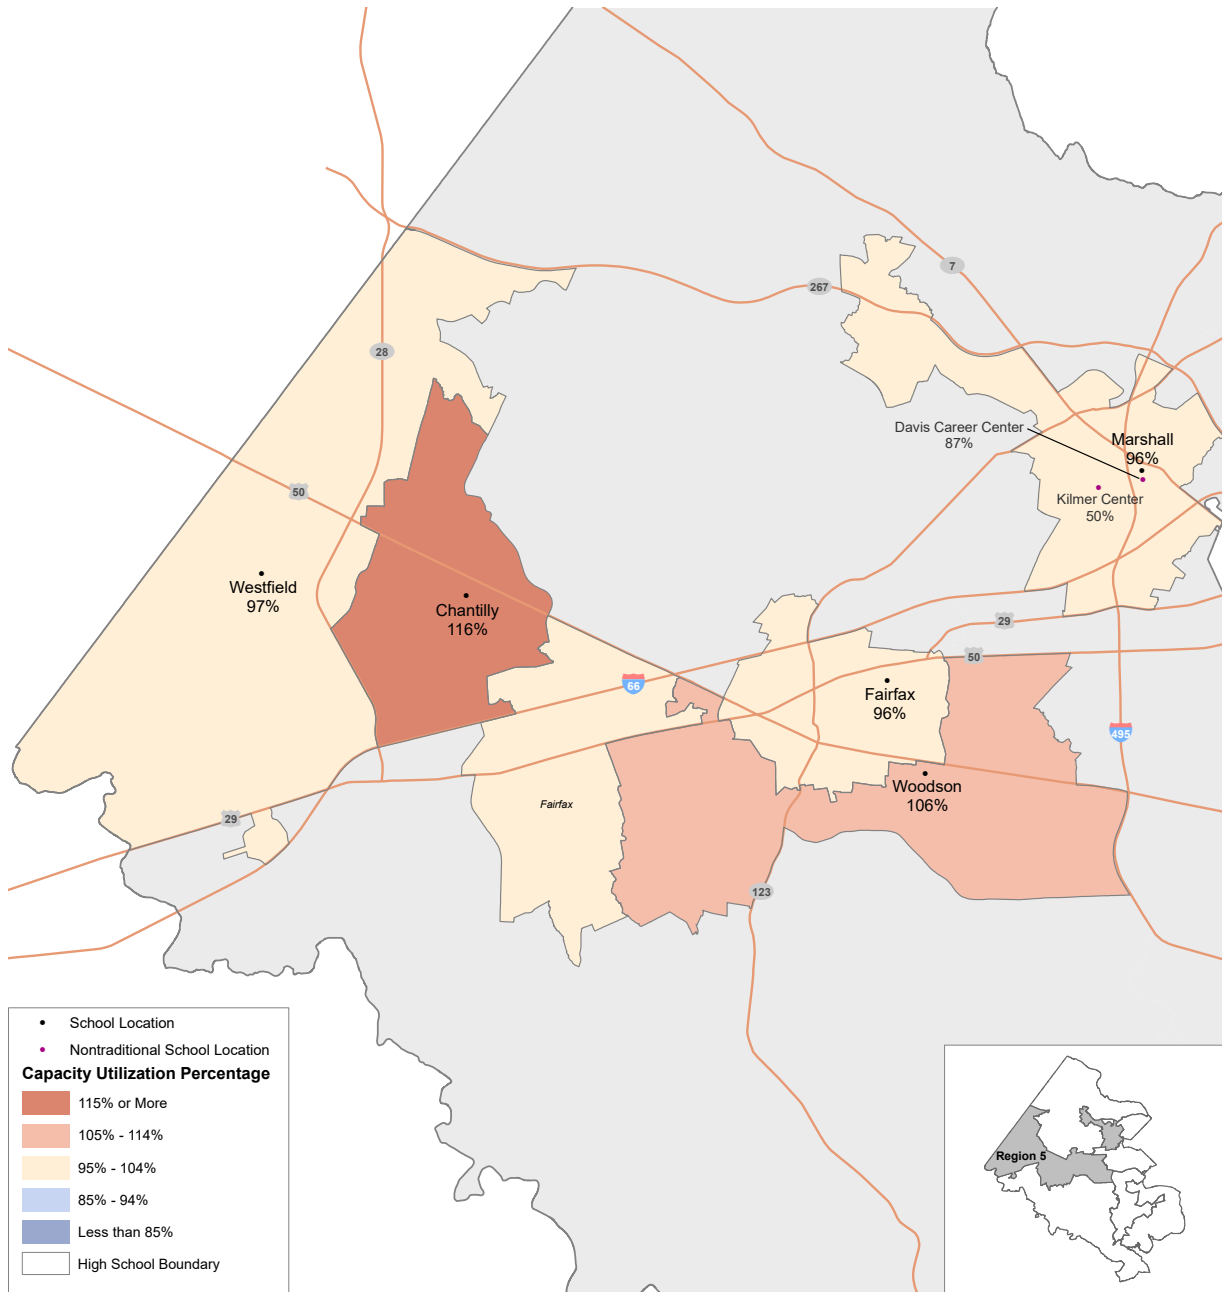 7
267
28
Davis Career Center
87%
Marshall
96%
50
Kilmer Center
50%
Westfield
97%
Chantilly
116%
29
50
66
Fairfax
96%
495
Woodson
106%
Fairfax
29
123
School Location
Nontraditional School Location
Capacity Utilization Percentage
115% or More
105% - 114%
95% - 104%
85% - 94%
Less than 85%
High School Boundary
Region 5